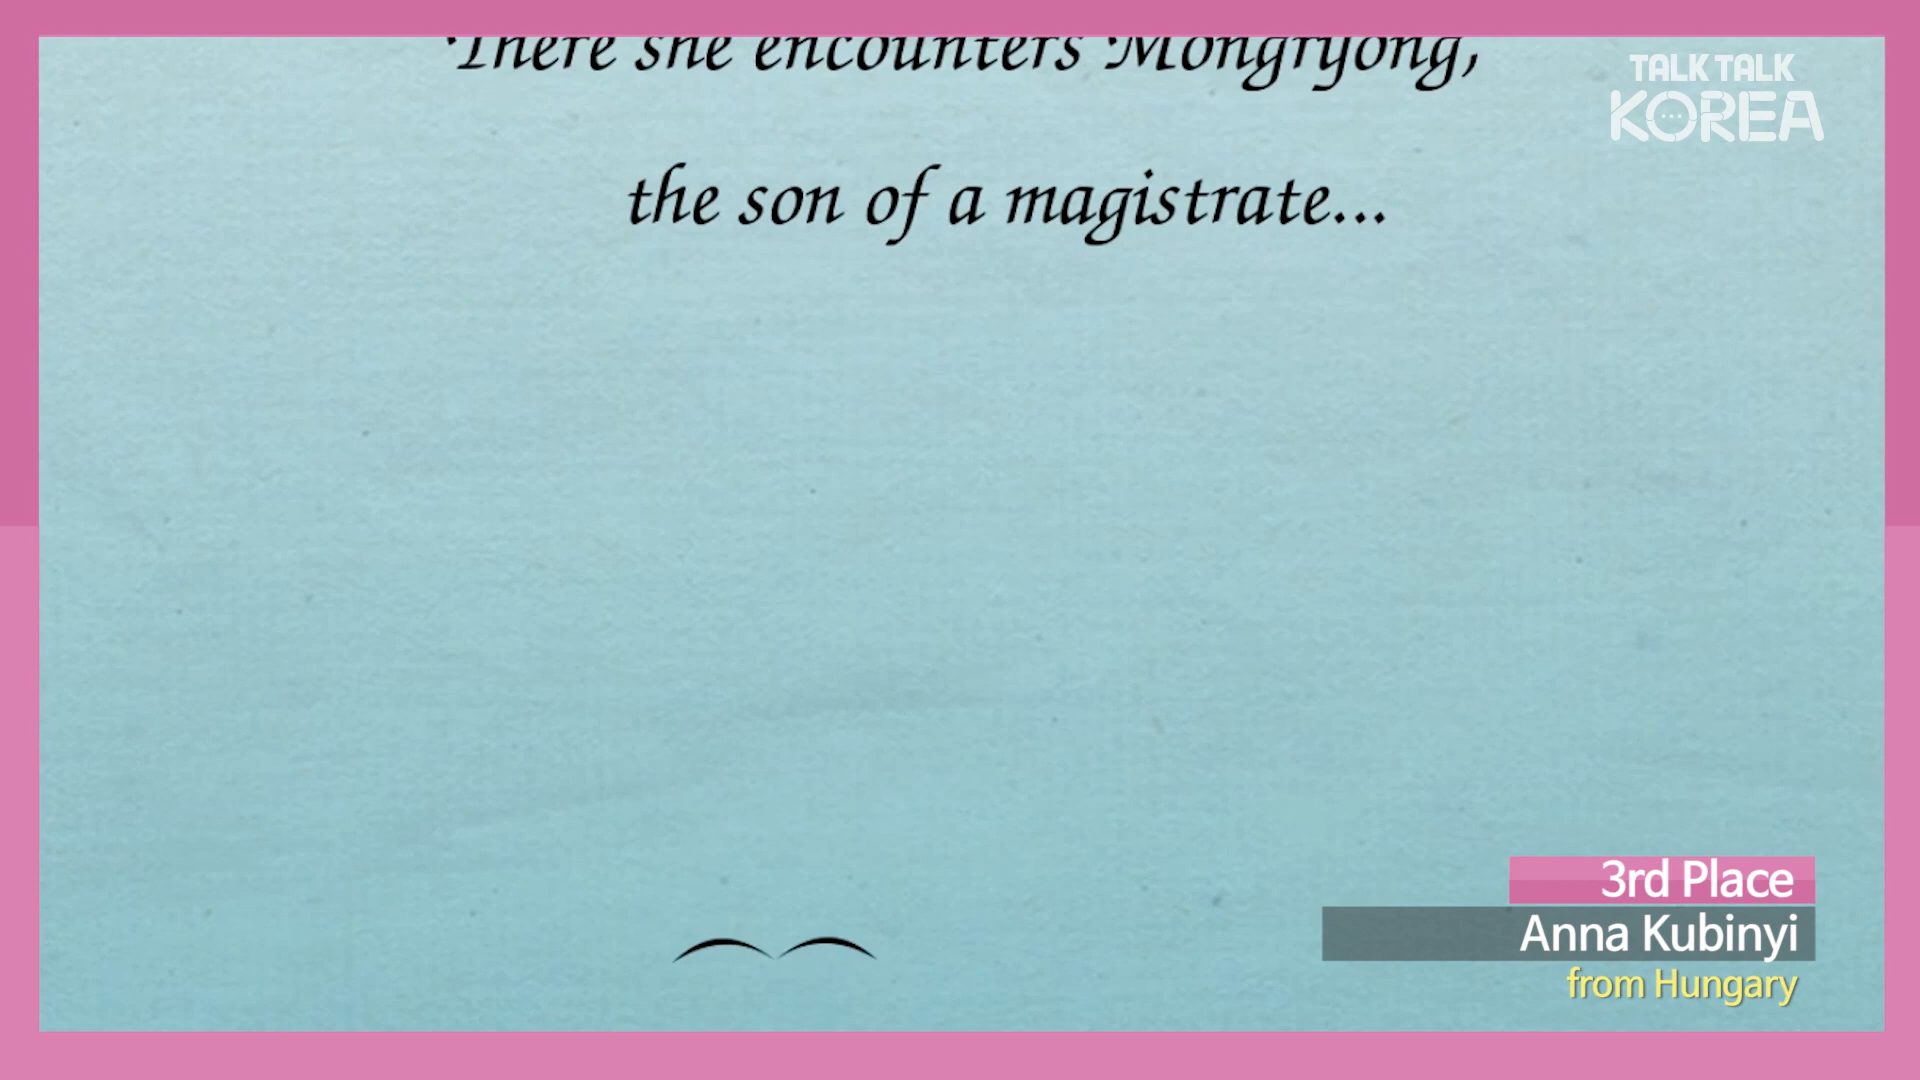 There she encounters Mongryong,
the son of a magistrate...
TALK TALK
KOREA
3rd Place
Anna Kubinyi
from Hungary